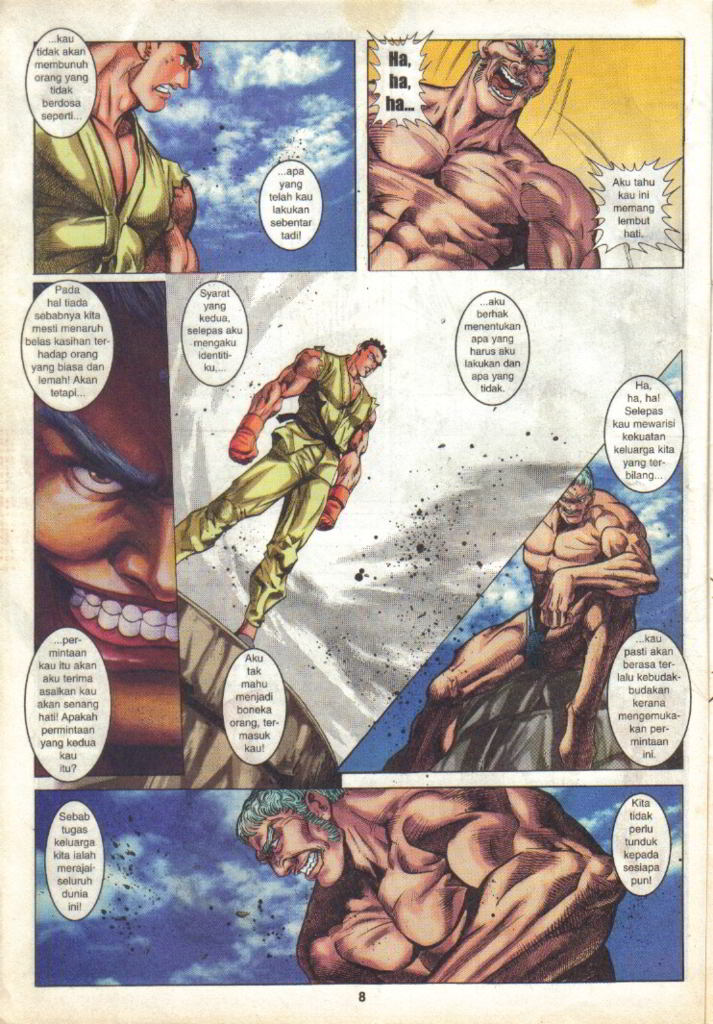 ...kau
tidak akan
membunuh
orang yang
tidak
berdosa
seperti...
...apa
yang
telah kau
lakukan
sebentar
tadi!
Ha,
ha,
ha...
Aku tahu
kau ini
memang
lembut
hati.
Pada
hal tiada
sebabnya kita
mesti menaruh
belas kasihan ter-
hadap orang
yang biasa dan
lemah! Akan
tetapi...
...per-
mintaan
kau itu akan
aku terima
asalkan kau
akan senang
hati! Apakah
permintaan
yang kedua
kau
itu?
Syarat
yang
kedua,
selepas aku
mengaku
identiti-
ku,...
...aku
berhak
menentukan
apa yang
harus aku
lakukan dan
apa yang
tidak.
Aku
tak
mahu
menjadi
boneka
orang, ter-
masuk
kau!
Ha,
ha, ha!
Selepas
kau mewarisi
kekuatan
keluarga kita
yang ter-
bilang...
...kau
pasti akan
berasa ter-
lalu kebudak-
budakan
kerana
mengemuka-
kan per-
mintaan
ini.
Sebab
tugas
keluarga
kita ialah
merajai-
seluruh
dunia
ini!
Kita
tidak
perlu
tunduk
kepada
sesiapa
pun!
8